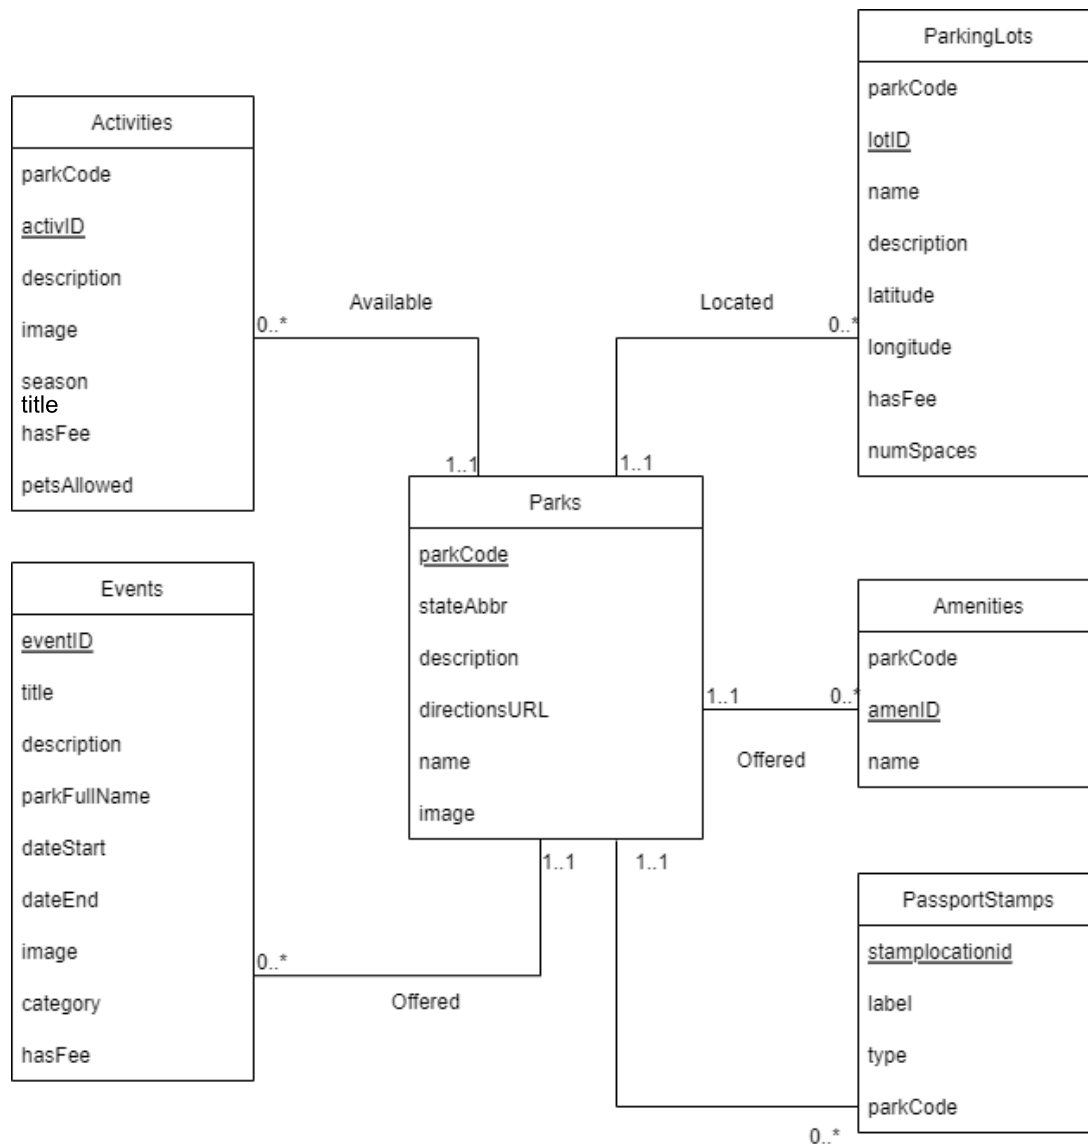 Activities
parkCode
activID
description
image
season
title
hasFee
petsAllowed
Available
0..*
1..1
ParkingLots
parkCode
lotID
name
description
latitude
longitude
hasFee
numSpaces
Located
0..*
1..1
Parks
parkCode
stateAbbr
description
directionsURL
name
image
Events
eventID
title
description
parkFullName
dateStart
dateEnd
image
category
hasFee
0..*
Offered
1..1
Amenities
parkCode
amenID
name
1..1
0..*
Offered
PassportStamps
stamplocationid
label
type
parkCode
1..1
0..*